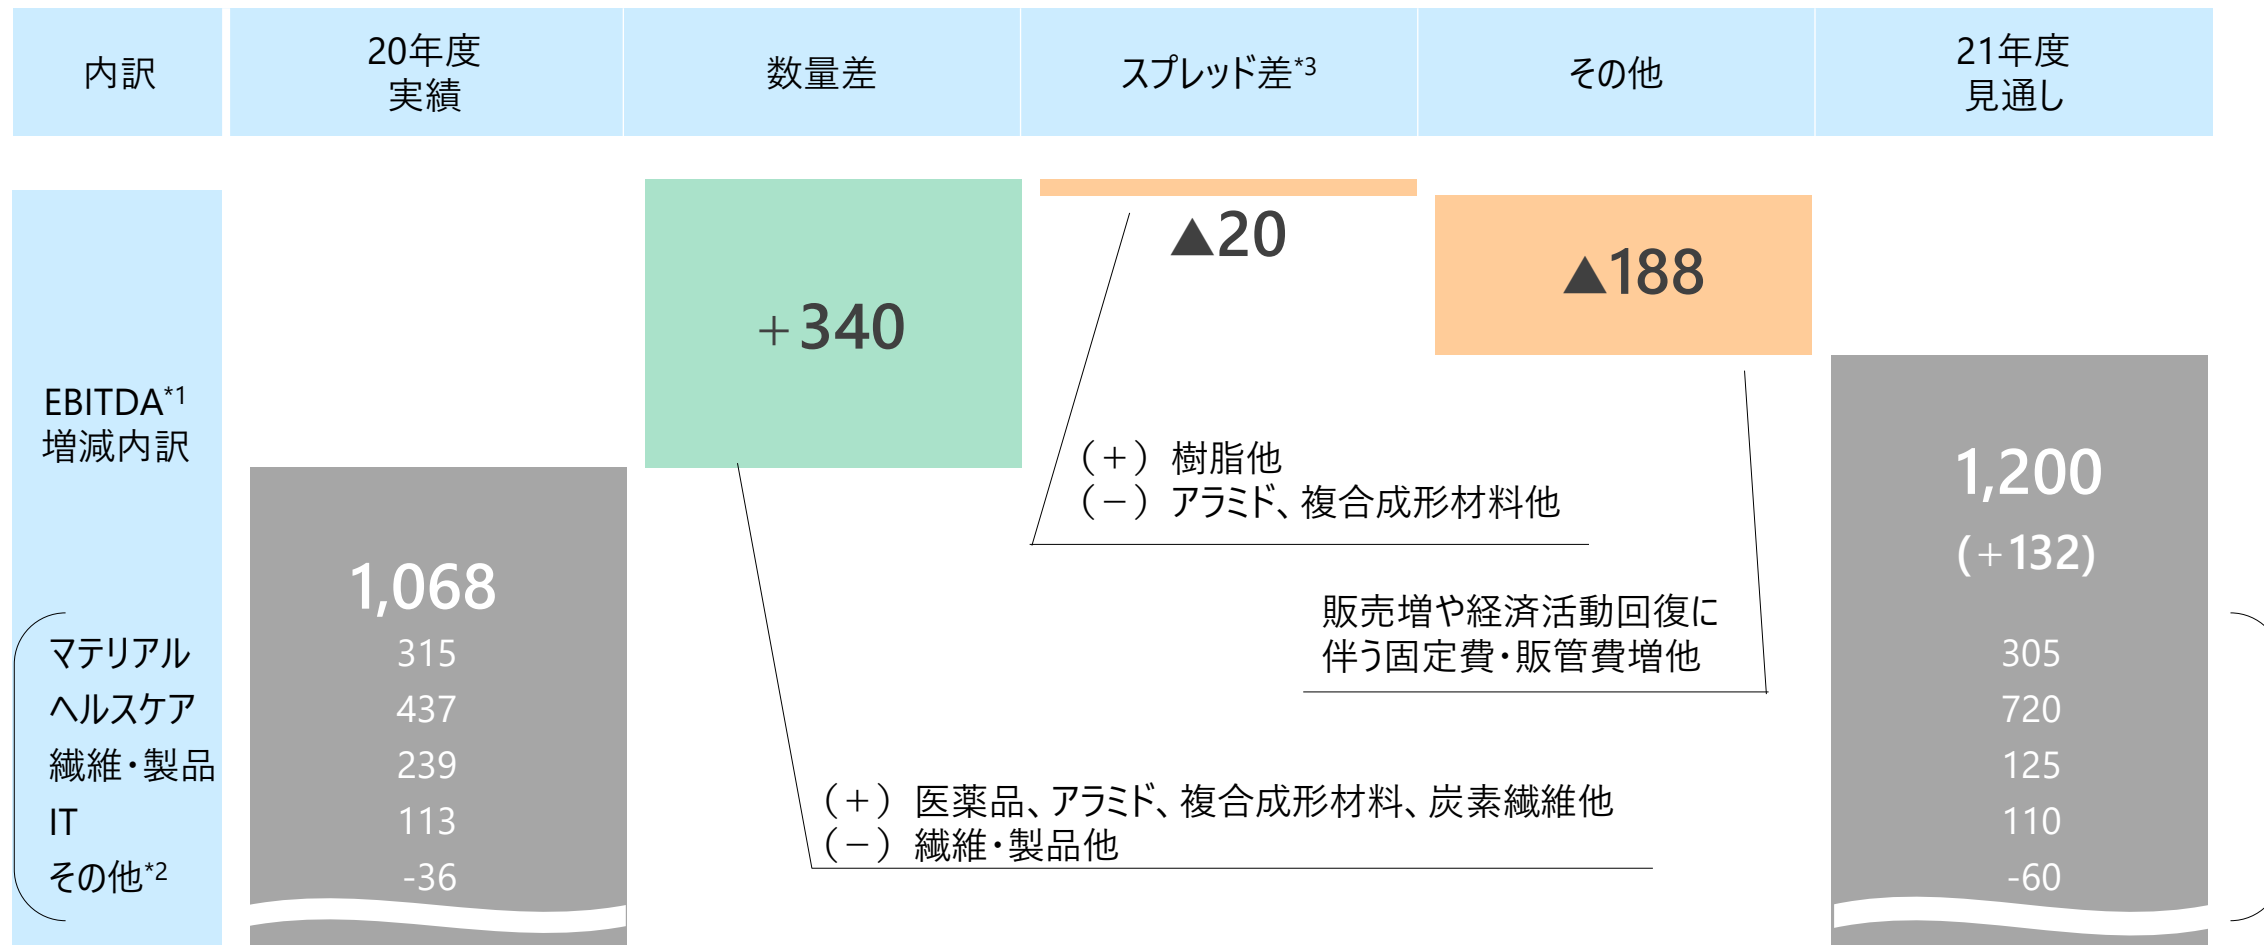 内訳
20年度
実績
数量差
スプレッド差*3
その他
21年度
見通し
EBITDA*1
増減内訳
+340
▲20
▲188
1,068
1,200
(+132)
(+) 樹脂他
(-) アラミド、複合成形材料他
販売増や経済活動回復に
伴う固定費・販管費増他
(+) 医薬品、アラミド、複合成形材料、炭素繊維他
(-) 繊維・製品他
マテリアル 315 305
ヘルスケア 437 720
繊維・製品 239 125
IT 113 110
その他*2 -36 -60